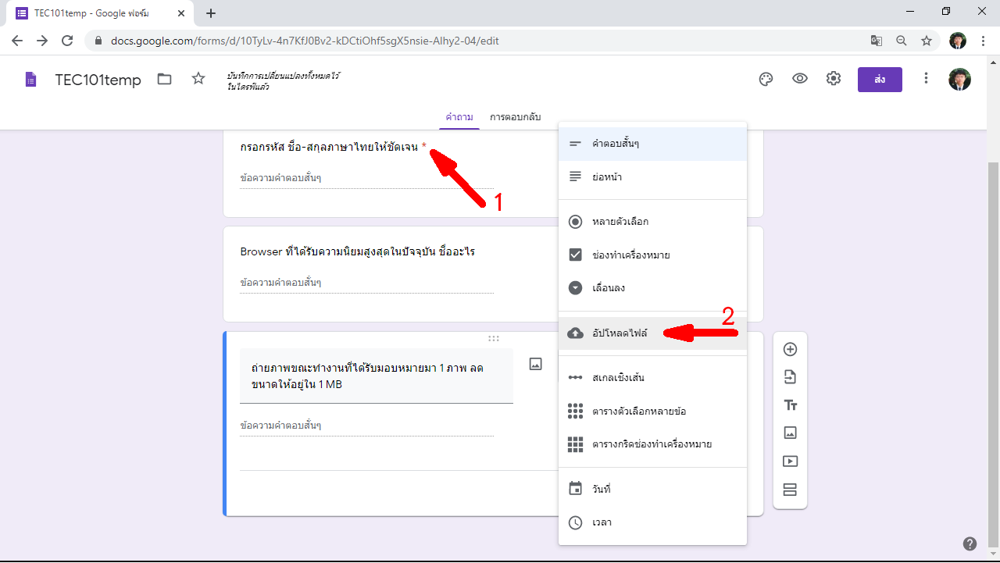 TEC101temp - Google ฟอร์ม
docs.google.com/forms/d/10TyLv-4n7KfJ0Bv2-kDCtiOhf5sgX5nsie-AIhy2-04/edit
TEC101temp
บันทึกการเปลี่ยนแปลงทั้งหมดไว้
ในไดรฟ์แล้ว
ส่ง
คำถาม
การตอบกลับ
กรอกรหัส ชื่อ-สกุลภาษาไทยให้ชัดเจน *
ข้อความคำตอบสั้นๆ
1
Browser ที่ได้รับความนิยมสูงสุดในปัจจุบัน ชื่ออะไร
ข้อความคำตอบสั้นๆ
ถ่ายภาพขณะทำงานที่ได้รับมอบหมายมา 1 ภาพ ลด
ขนาดให้อยู่ใน 1 MB
ข้อความคำตอบสั้นๆ
คำตอบสั้นๆ
ย่อหน้า
หลายตัวเลือก
ช่องทำเครื่องหมาย
เลื่อนลง
2
อัปโหลดไฟล์
สเกลเชิงเส้น
ตารางตัวเลือกหลายข้อ
ตารางกริดช่องทำเครื่องหมาย
วันที่
เวลา